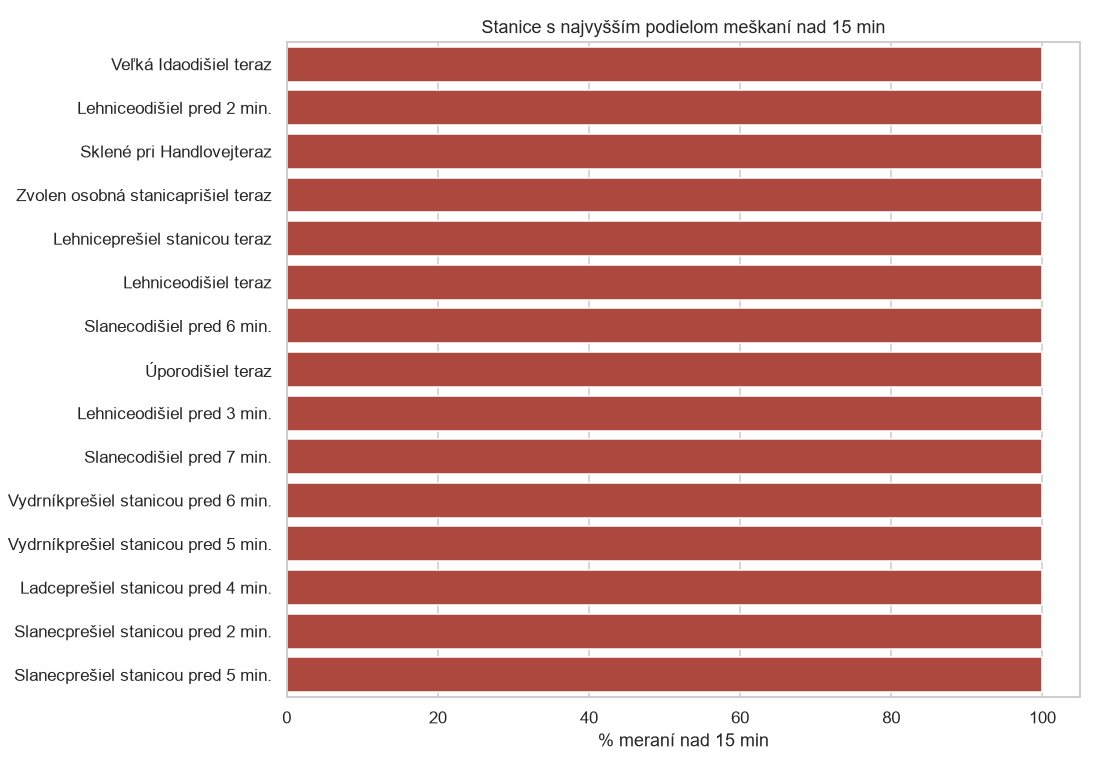 Stanice s najvyšším podielom meškaní nad 15 min
Veľká Idaodišiel teraz
Lehniceodišiel pred 2 min.
Sklené pri Handlovejteraz
Zvolen osobná stanicaprišiel teraz
Lehniceprešiel stanicou teraz
Lehniceodišiel teraz
Slanecodišiel pred 6 min.
Úporodišiel teraz
Lehniceodišiel pred 3 min.
Slanecodišiel pred 7 min.
Vydrníkprešiel stanicou pred 6 min.
Vydrníkprešiel stanicou pred 5 min.
Ladceprešiel stanicou pred 4 min.
Slanecprešiel stanicou pred 2 min.
Slanecprešiel stanicou pred 5 min.
0 20 40 60 80 100
% meraní nad 15 min